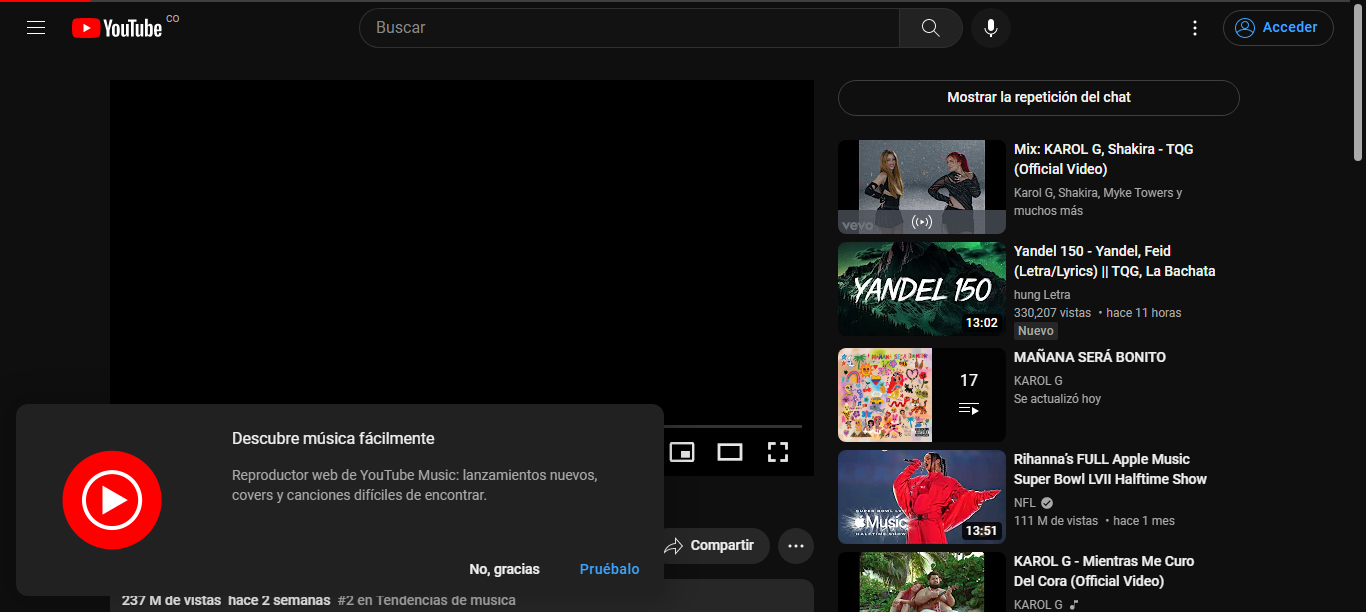 YouTube CO
Buscar
Acceder
Mostrar la repetición del chat
Mix: KAROL G, Shakira - TQG
(Official Video)
Karol G, Shakira, Myke Towers y
muchos más
vevo
Yandel 150 - Yandel, Feid
(Letra/Lyrics) || TQG, La Bachata
hung Letra
330,207 vistas • hace 11 horas
Nuevo
YANDEL 150
13:02
MAÑANA SERÁ BONITO
KAROL G
Se actualizó hoy
17
Rihanna’s FULL Apple Music
Super Bowl LVII Halftime Show
NFL
111 M de vistas • hace 1 mes
SUPER BOWL LVII
Music
HALFTIME SHOW
13:51
KAROL G - Mientras Me Curo
Del Cora (Official Video)
KAROL G
Descubre música fácilmente
Reproductor web de YouTube Music: lanzamientos nuevos,
covers y canciones difíciles de encontrar.
No, gracias
Pruébalo
Compartir
237 M de vistas hace 2 semanas #2 en Tendencias de música